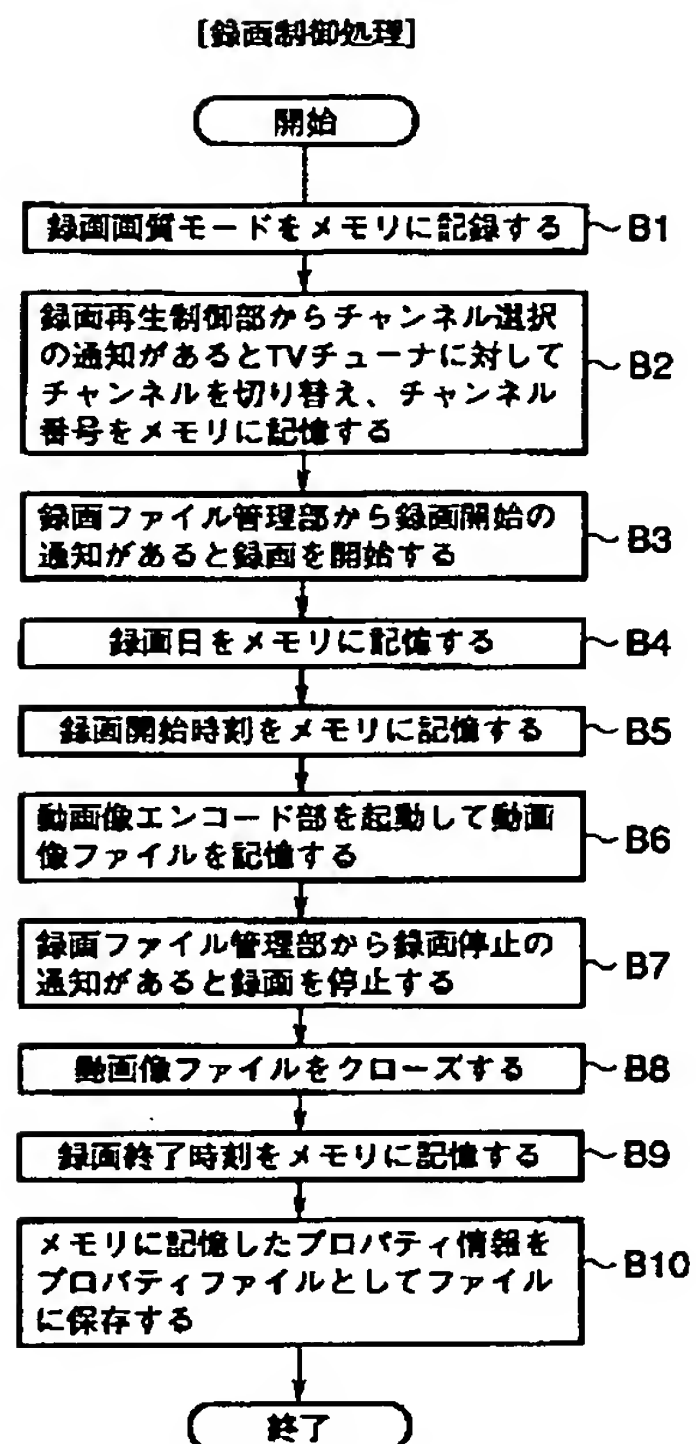 [録画制御処理]
開始
録画画質モードをメモリに記録する
~B1
録画再生制御部からチャンネル選択
の通知があるとTVチューナに対して
チャンネルを切り替え、チャンネル
番号をメモリに記憶する
~B2
録画ファイル管理部から録画開始の
通知があると録画を開始する
~B3
録画日をメモリに記憶する
~B4
録画開始時刻をメモリに記憶する
~B5
動画像エンコード部を起動して動画
像ファイルを記憶する
~B6
録画ファイル管理部から録画停止の
通知があると録画を停止する
~B7
動画像ファイルをクローズする
~B8
録画終了時刻をメモリに記憶する
~B9
メモリに記憶したプロパティ情報を
プロパティファイルとしてファイル
に保存する
~B10
終了